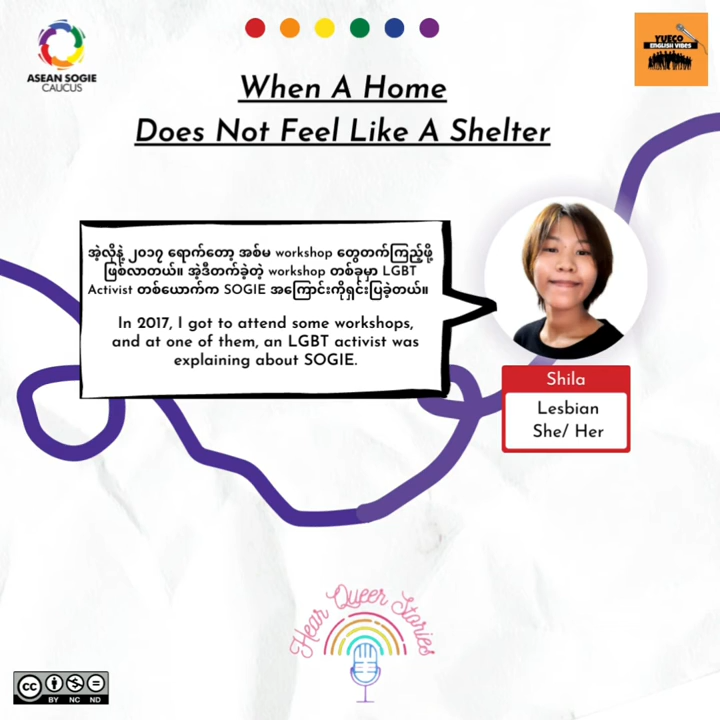 ASEAN SOGIE
CAUCUS
YUECO
ENGLISH VIBES
When A Home
Does Not Feel Like A Shelter
အဲ့လိုနဲ့ ၂၀၁၇ ရောက်တော့ အစ်မ workshop တွေတက်ကြည့်ဖို့
ဖြစ်လာတယ်။ အဲ့ဒီတက်ခဲ့တဲ့ workshop တစ်ခုမှာ LGBT
Activist တစ်ယောက်က SOGIE အကြောင်းကိုရှင်းပြခဲ့တယ်။
In 2017, I got to attend some workshops,
and at one of them, an LGBT activist was
explaining about SOGIE.
Shila
Lesbian
She/ Her
Hear Queer Stories
cc
BY NC ND